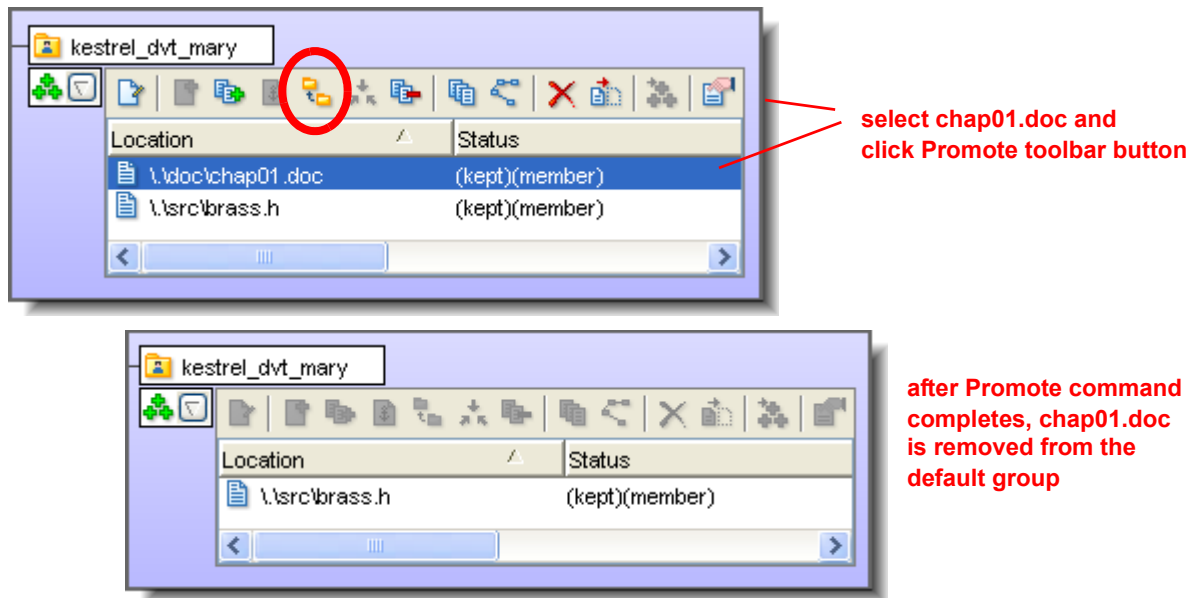 kestrel_dvt_mary
Location Status
\.\doc\chap01.doc (kept)(member)
\.\src\brass.h (kept)(member)
select chap01.doc and
click Promote toolbar button
kestrel_dvt_mary
Location Status
\.\src\brass.h (kept)(member)
after Promote command
completes, chap01.doc
is removed from the
default group